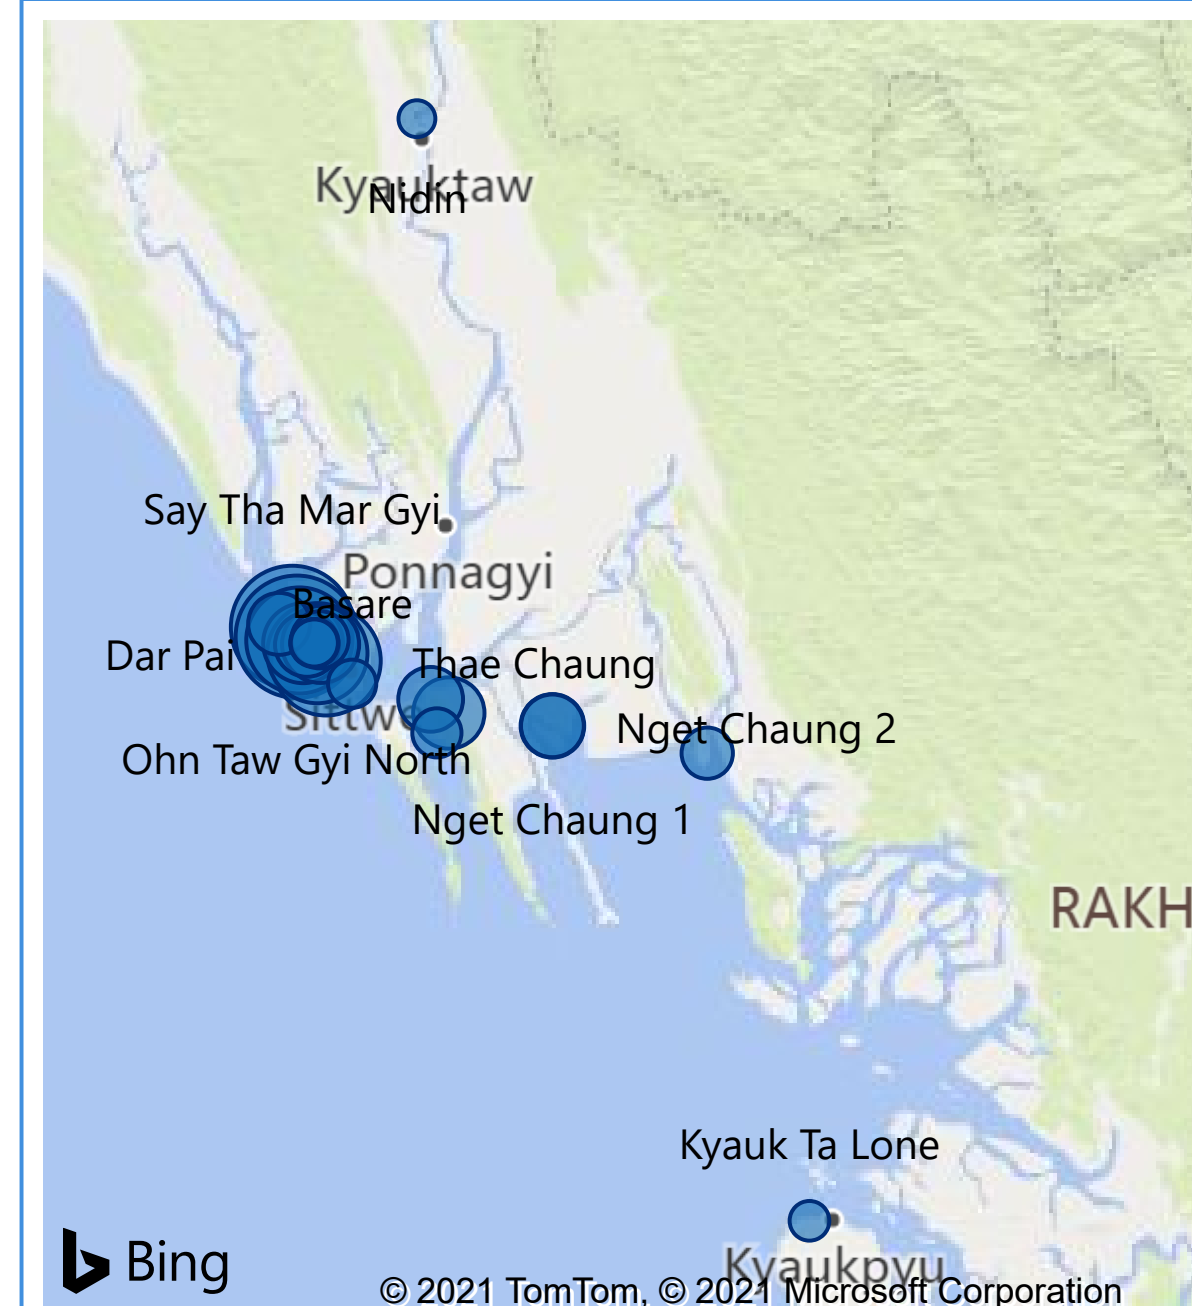 Kyauktaw
Nidin
Say Tha Mar Gyi
Ponnagyi
Basare
Dar Pai
Thae Chaung
Sittwe
Nget Chaung 2
Ohn Taw Gyi North
Nget Chaung 1
RAKH
Kyauk Ta Lone
Bing
Kyaukpyu
© 2021 TomTom, © 2021 Microsoft Corporation